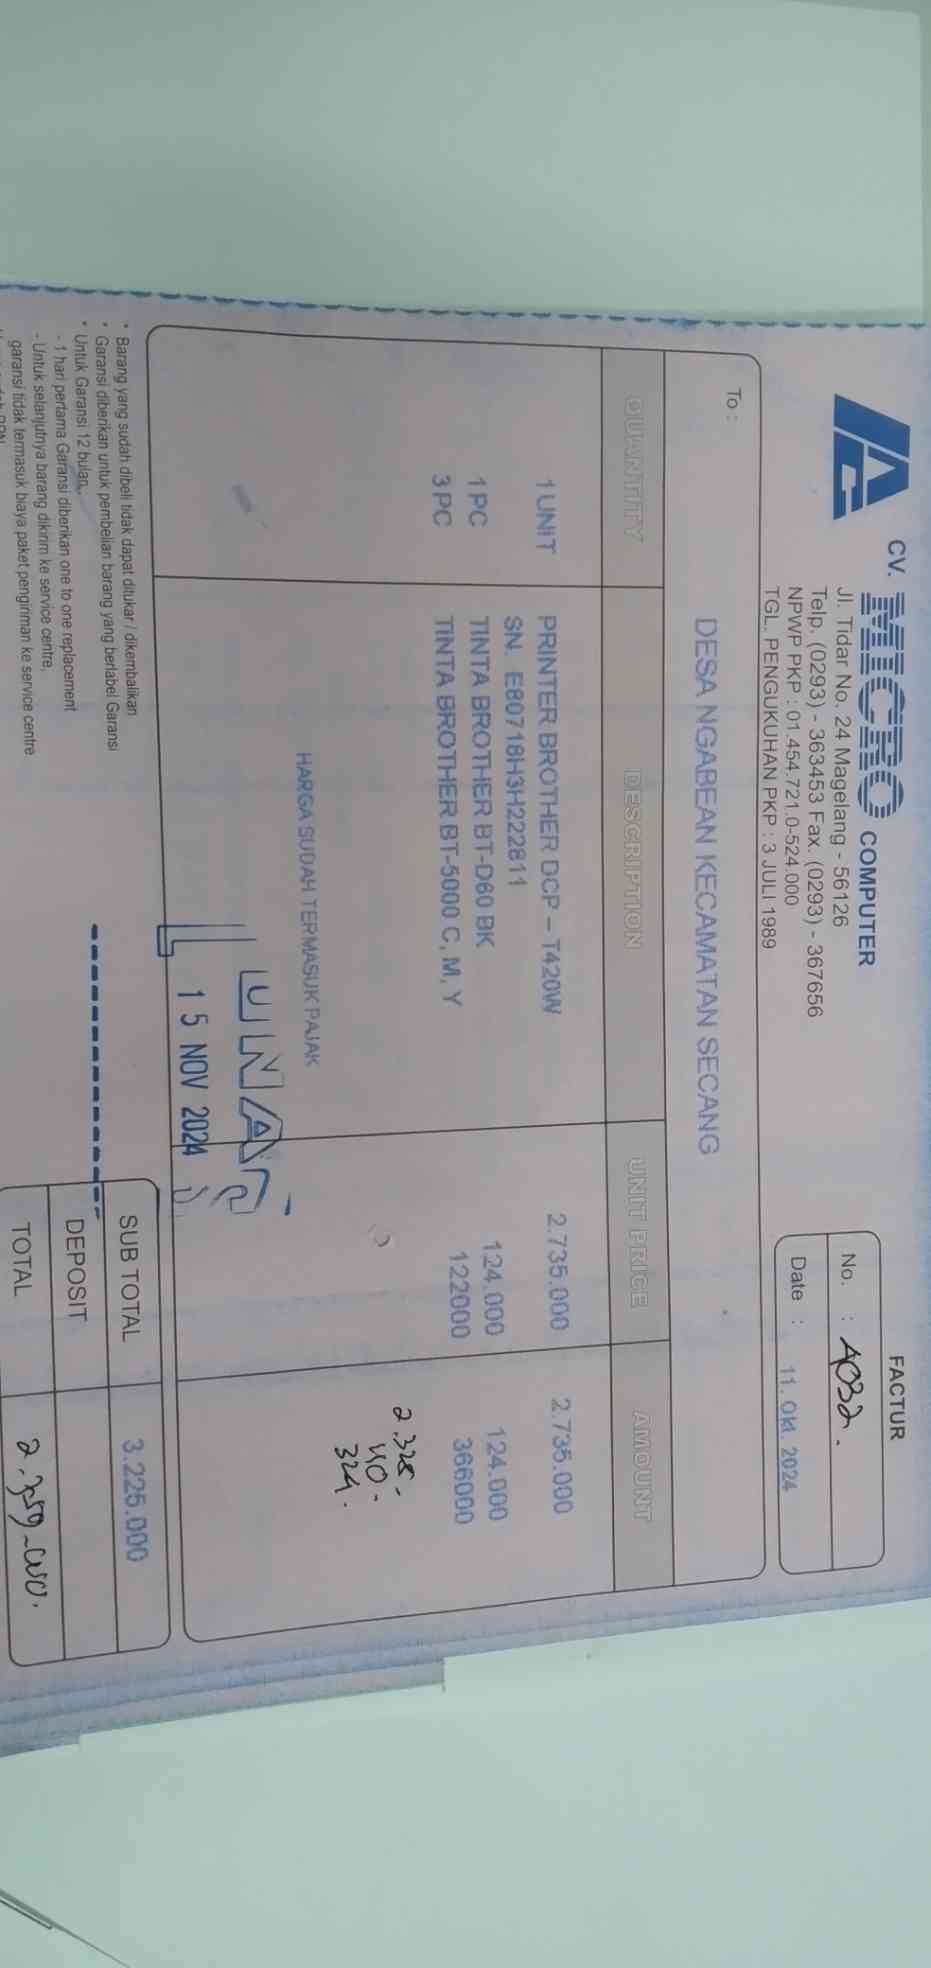 CV. MICRO COMPUTER
Jl. Tidar No. 24 Magelang - 56126
Telp. (0293) - 363453 Fax. (0293) - 367656
NPWP PKP : 01.454.721.0-524.000
TGL. PENGUKUHAN PKP : 3 JULI 1989
FACTUR
No. : 4032.
Date : 11. Okt. 2024
To :
DESA NGABEAN KECAMATAN SECANG
QUANTITY DESCRIPTION UNIT PRICE AMOUNT
1 UNIT PRINTER BROTHER DCP – T420W 2.735.000 2.735.000
SN. E80718H3H222811
1 PC TINTA BROTHER BT-D60 BK 124.000 124.000
3 PC TINTA BROTHER BT-5000 C, M, Y 122000 366000
2.325 -
110 -
324.
HARGA SUDAH TERMASUK PAJAK
LUNAS
15 NOV 2024
SUB TOTAL 3.225.000
DEPOSIT
TOTAL
* Barang yang sudah dibeli tidak dapat ditukar / dikembalikan
* Garansi diberikan untuk pembelian barang yang berlabel Garansi
* Untuk Garansi 12 bulan,
- 1 hari pertama Garansi diberikan one to one replacement
- Untuk selanjutnya barang dikirim ke service centre,
garansi tidak termasuk biaya paket pengiriman ke service centre